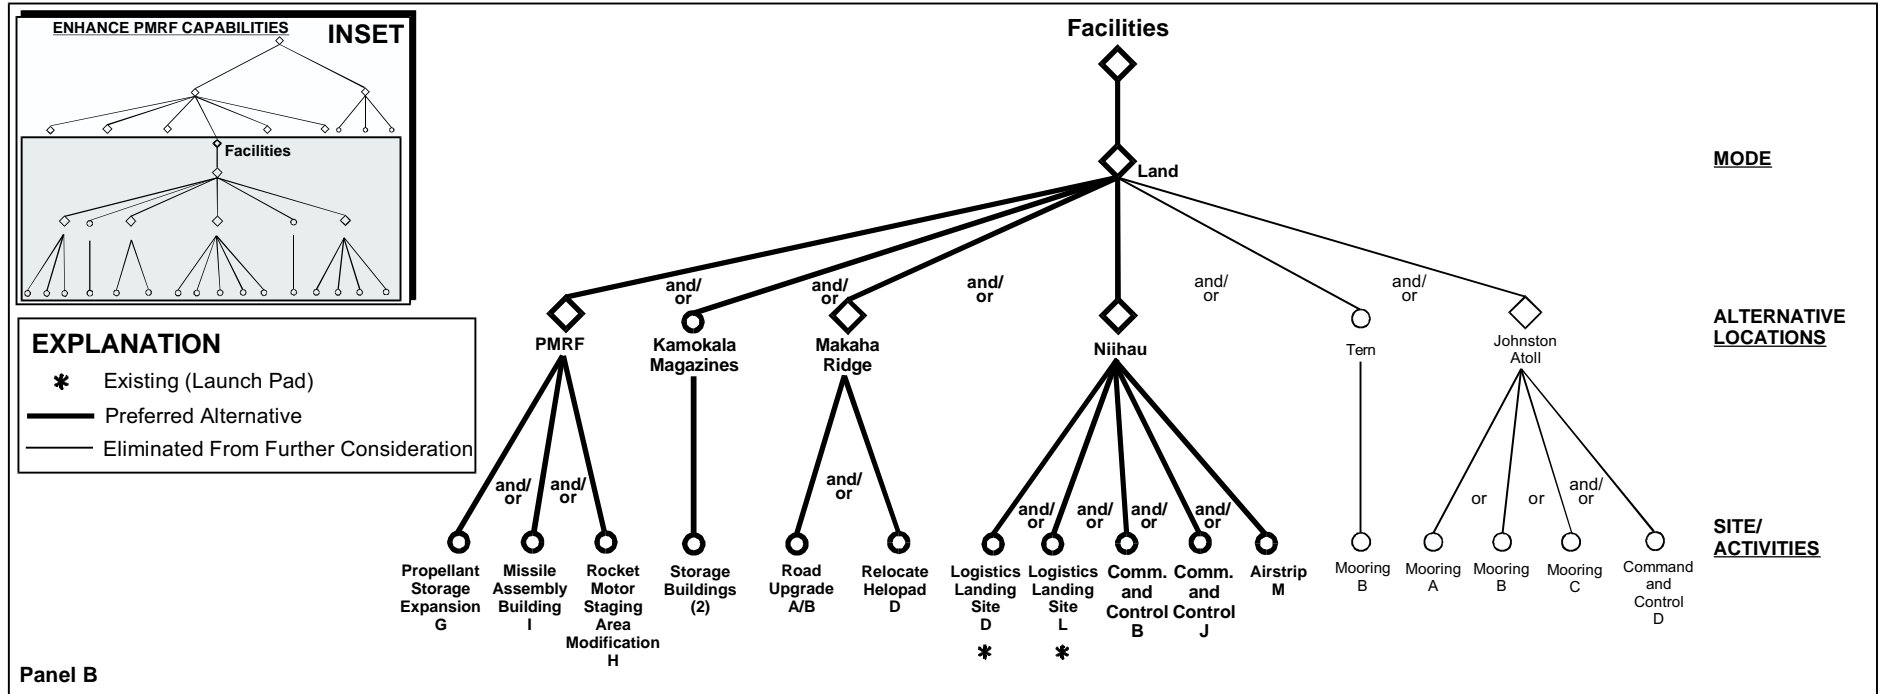 ENHANCE PMRF CAPABILITIES
INSET
Facilities
EXPLANATION
* Existing (Launch Pad)
Preferred Alternative
Eliminated From Further Consideration
Facilities
Land
MODE
and/
or
and/
or
and/
or
and/
or
and/
or
PMRF
Kamokala
Magazines
Makaha
Ridge
Niihau
Tern
Johnston
Atoll
ALTERNATIVE
LOCATIONS
and/
or
and/
or
and/
or
and/
or
and/
or
and/
or
and/
or
or
or
and/
or
SITE/
ACTIVITIES
Propellant
Storage
Expansion
G
Missile
Assembly
Building
I
Rocket
Motor
Staging
Area
Modification
H
Storage
Buildings
(2)
Road
Upgrade
A/B
Relocate
Helopad
D
Logistics
Landing
Site
D
*
Logistics
Landing
Site
L
*
Comm.
and
Control
B
Comm.
and
Control
J
Airstrip
M
Mooring
B
Mooring
A
Mooring
B
Mooring
C
Command
and
Control
D
Panel B